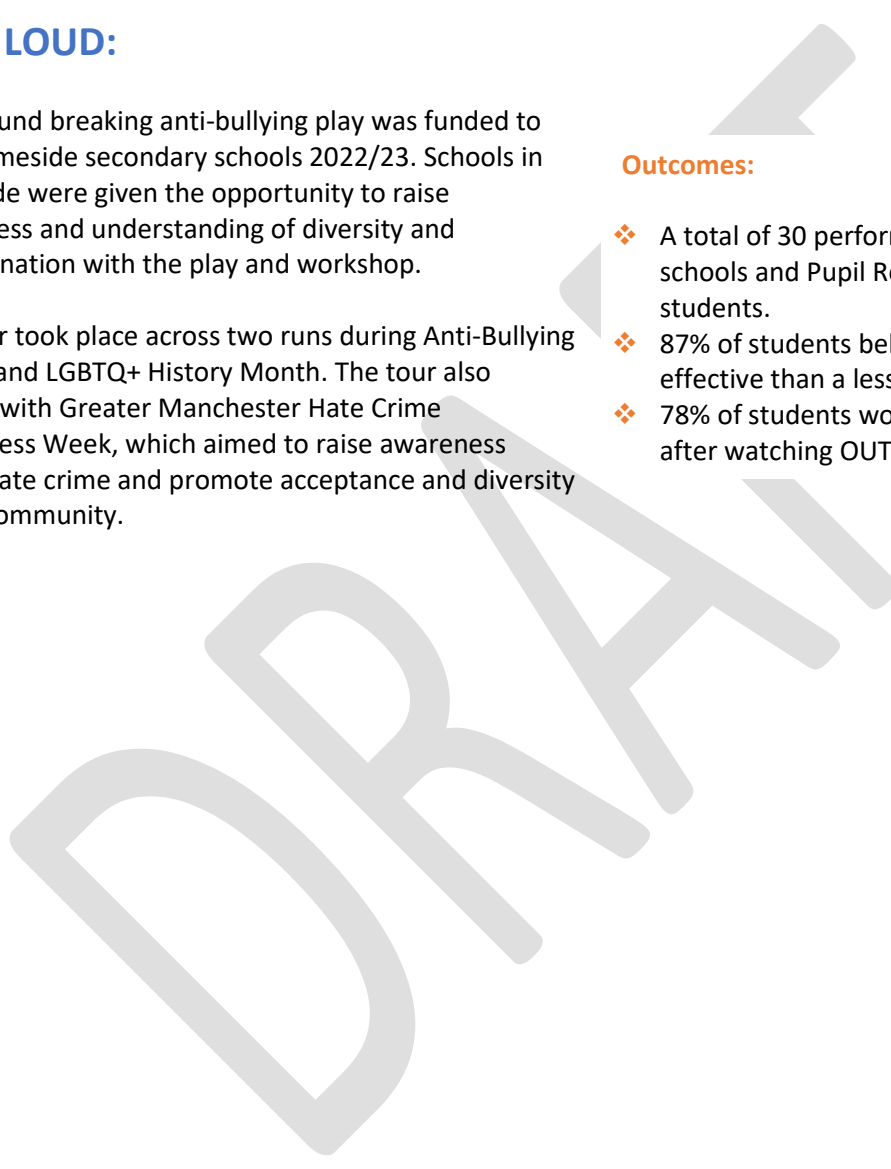 LOUD:
und breaking anti-bullying play was funded to
meside secondary schools 2022/23. Schools in
de were given the opportunity to raise
ess and understanding of diversity and
nation with the play and workshop.
r took place across two runs during Anti-Bullying
and LGBTQ+ History Month. The tour also
with Greater Manchester Hate Crime
ess Week, which aimed to raise awareness
ate crime and promote acceptance and diversity
ommunity.
Outcomes:
❖ A total of 30 perfor
schools and Pupil R
students.
❖ 87% of students bel
effective than a less
❖ 78% of students wo
after watching OUT
DRA